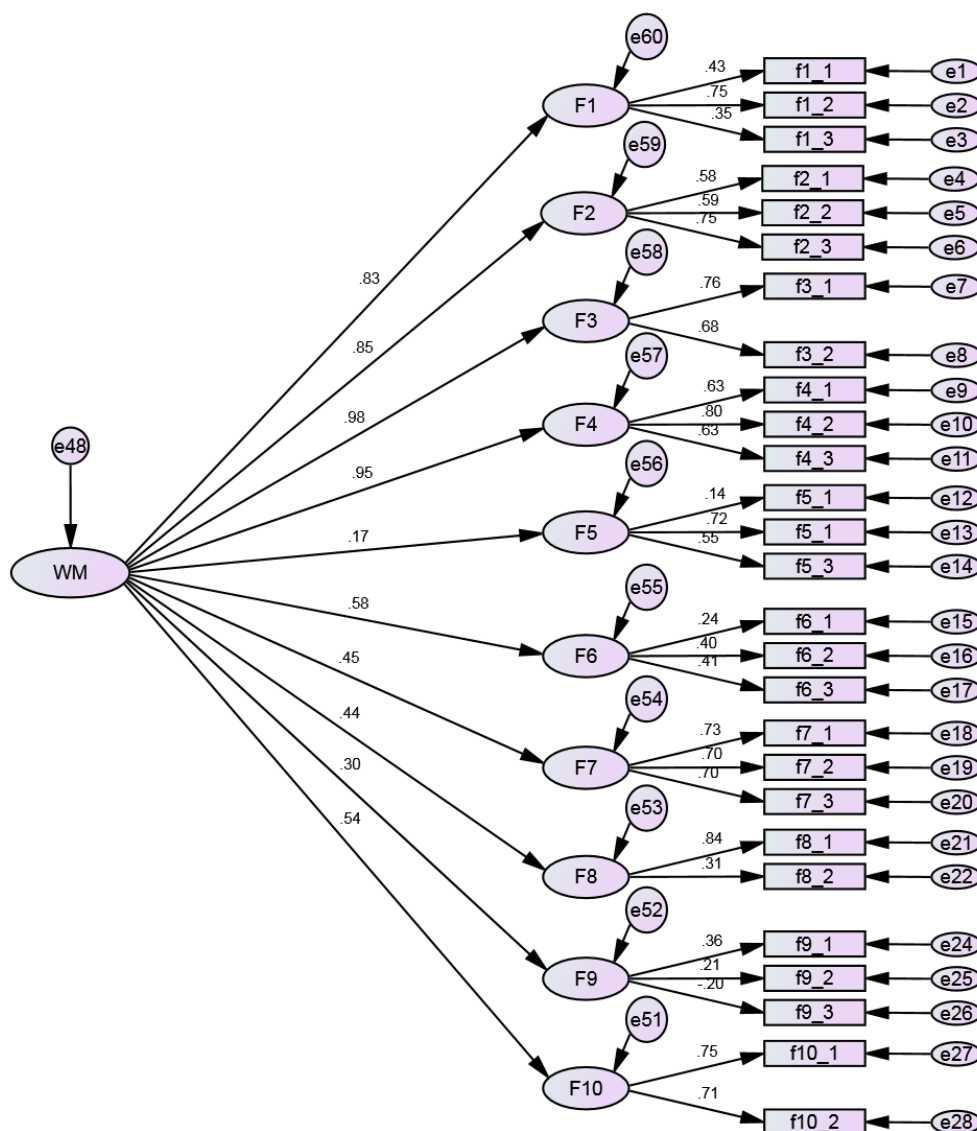 e60
.43
f1_1
e1
F1
.75
f1_2
e2
.35
f1_3
e3
e59
.58
f2_1
e4
F2
.59
f2_2
e5
.75
f2_3
e6
e58
.83
.76
f3_1
e7
F3
.68
f3_2
e8
.85
e57
.63
f4_1
e9
.98
F4
.80
f4_2
e10
.63
f4_3
e11
e48
.95
e56
.14
f5_1
e12
.17
F5
.72
f5_1
e13
.55
f5_3
e14
WM
e55
.58
.24
f6_1
e15
F6
.40
f6_2
e16
.41
f6_3
e17
.45
e54
.73
f7_1
e18
.44
F7
.70
f7_2
e19
.70
f7_3
e20
.30
e53
.84
f8_1
e21
.54
F8
.31
f8_2
e22
e52
.36
f9_1
e24
F9
.21
f9_2
e25
-.20
f9_3
e26
e51
.75
f10_1
e27
F10
.71
f10_2
e28